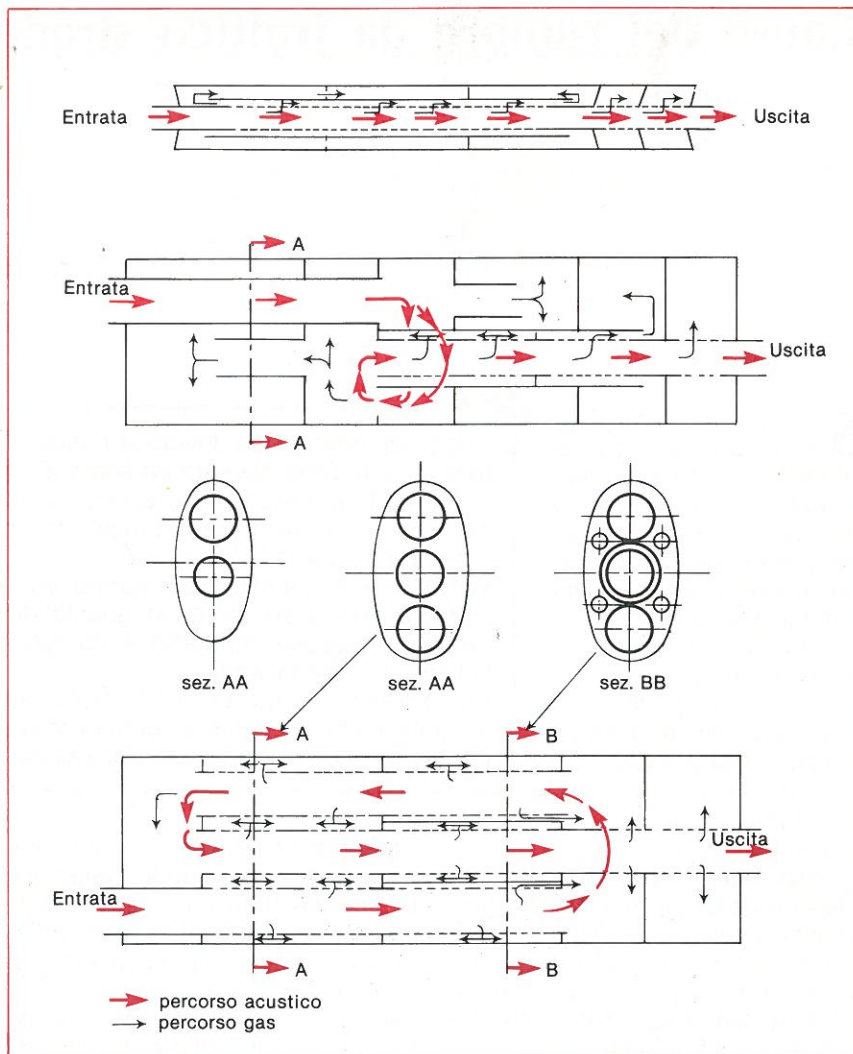 Entrata
Uscita
A
Entrata
Uscita
A
sez. AA
sez. AA
sez. BB
A
B
Uscita
Entrata
A
B
percorso acustico
percorso gas